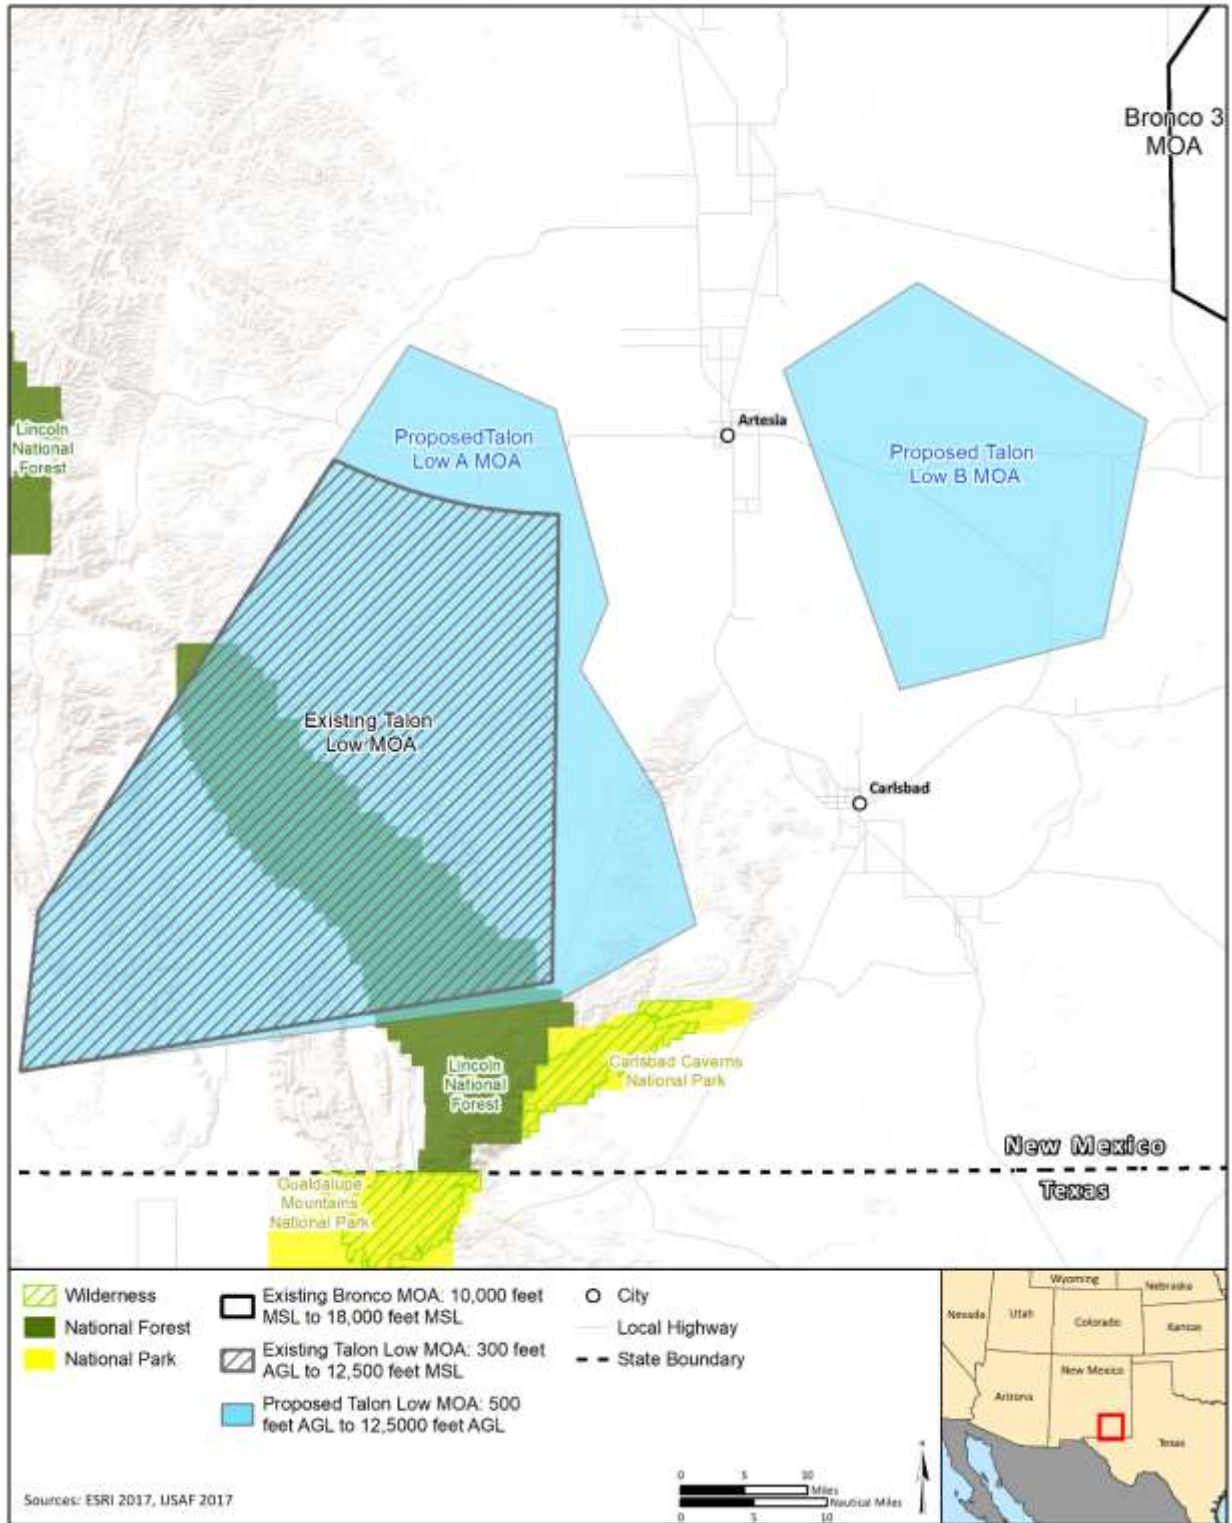 Bronco 3
MOA
Artesia
Lincoln
National
Forest
ProposedTalon
Low A MOA
Proposed Talon
Low B MOA
Existing Talon
Low MOA
Carlsbad
Carlsbad Caverns
National Park
Lincoln
National
Forest
New Mexico
Texas
Guadalupe
Mountains
National Park
Wilderness
National Forest
National Park
Existing Bronco MOA: 10,000 feet
MSL to 18,000 feet MSL
Existing Talon Low MOA: 300 feet
AGL to 12,500 feet MSL
Proposed Talon Low MOA: 500
feet AGL to 12,5000 feet AGL
City
Local Highway
State Boundary
Wyoming
Nebraska
Nevada
Utah
Colorado
Kansas
New Mexico
Arizona
Texas
0 5 10
Miles
Nautical Miles
0 5 10
Sources: ESRI 2017, USAF 2017